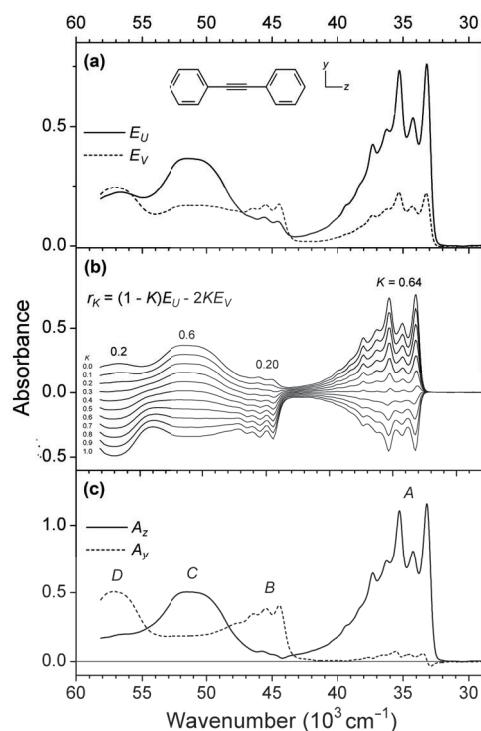 60 55 50 45 40 35 30
(a)
y
z
0.5
E_U
E_V
0.0
(b)
K = 0.64
r_K = (1 - K)E_U - 2KE_V
0.6
0.5
0.2
0.20
K
0.0
0.1
0.2
0.3
0.4
0.5
0.6
0.7
0.8
0.9
1.0
0.0
0.5
Absorbance
(c)
A
A_z
A_y
1.0
D
C
B
0.5
0.0
60 55 50 45 40 35 30
Wavenumber (10³ cm⁻¹)